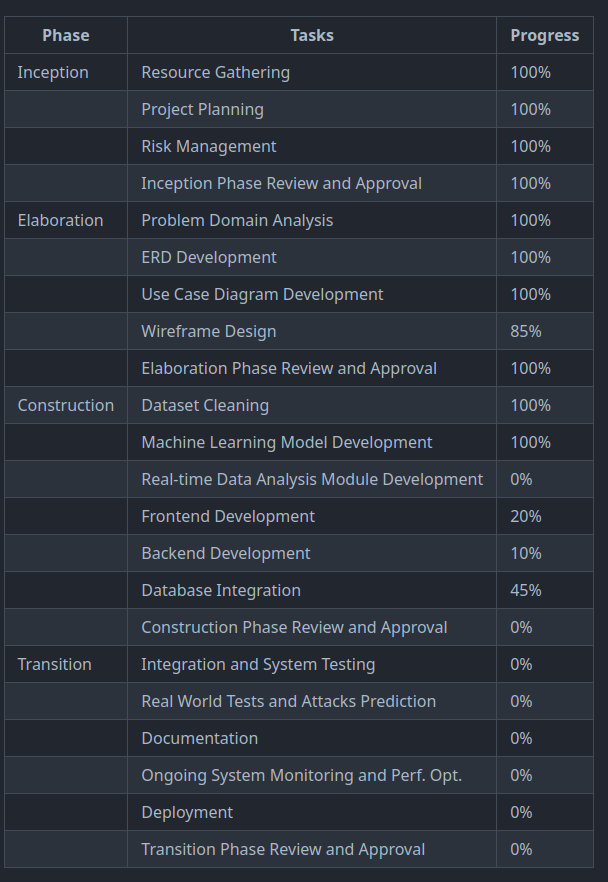 Phase Tasks Progress
Inception Resource Gathering 100%
Project Planning 100%
Risk Management 100%
Inception Phase Review and Approval 100%
Elaboration Problem Domain Analysis 100%
ERD Development 100%
Use Case Diagram Development 100%
Wireframe Design 85%
Elaboration Phase Review and Approval 100%
Construction Dataset Cleaning 100%
Machine Learning Model Development 100%
Real-time Data Analysis Module Development 0%
Frontend Development 20%
Backend Development 10%
Database Integration 45%
Construction Phase Review and Approval 0%
Transition Integration and System Testing 0%
Real World Tests and Attacks Prediction 0%
Documentation 0%
Ongoing System Monitoring and Perf. Opt. 0%
Deployment 0%
Transition Phase Review and Approval 0%